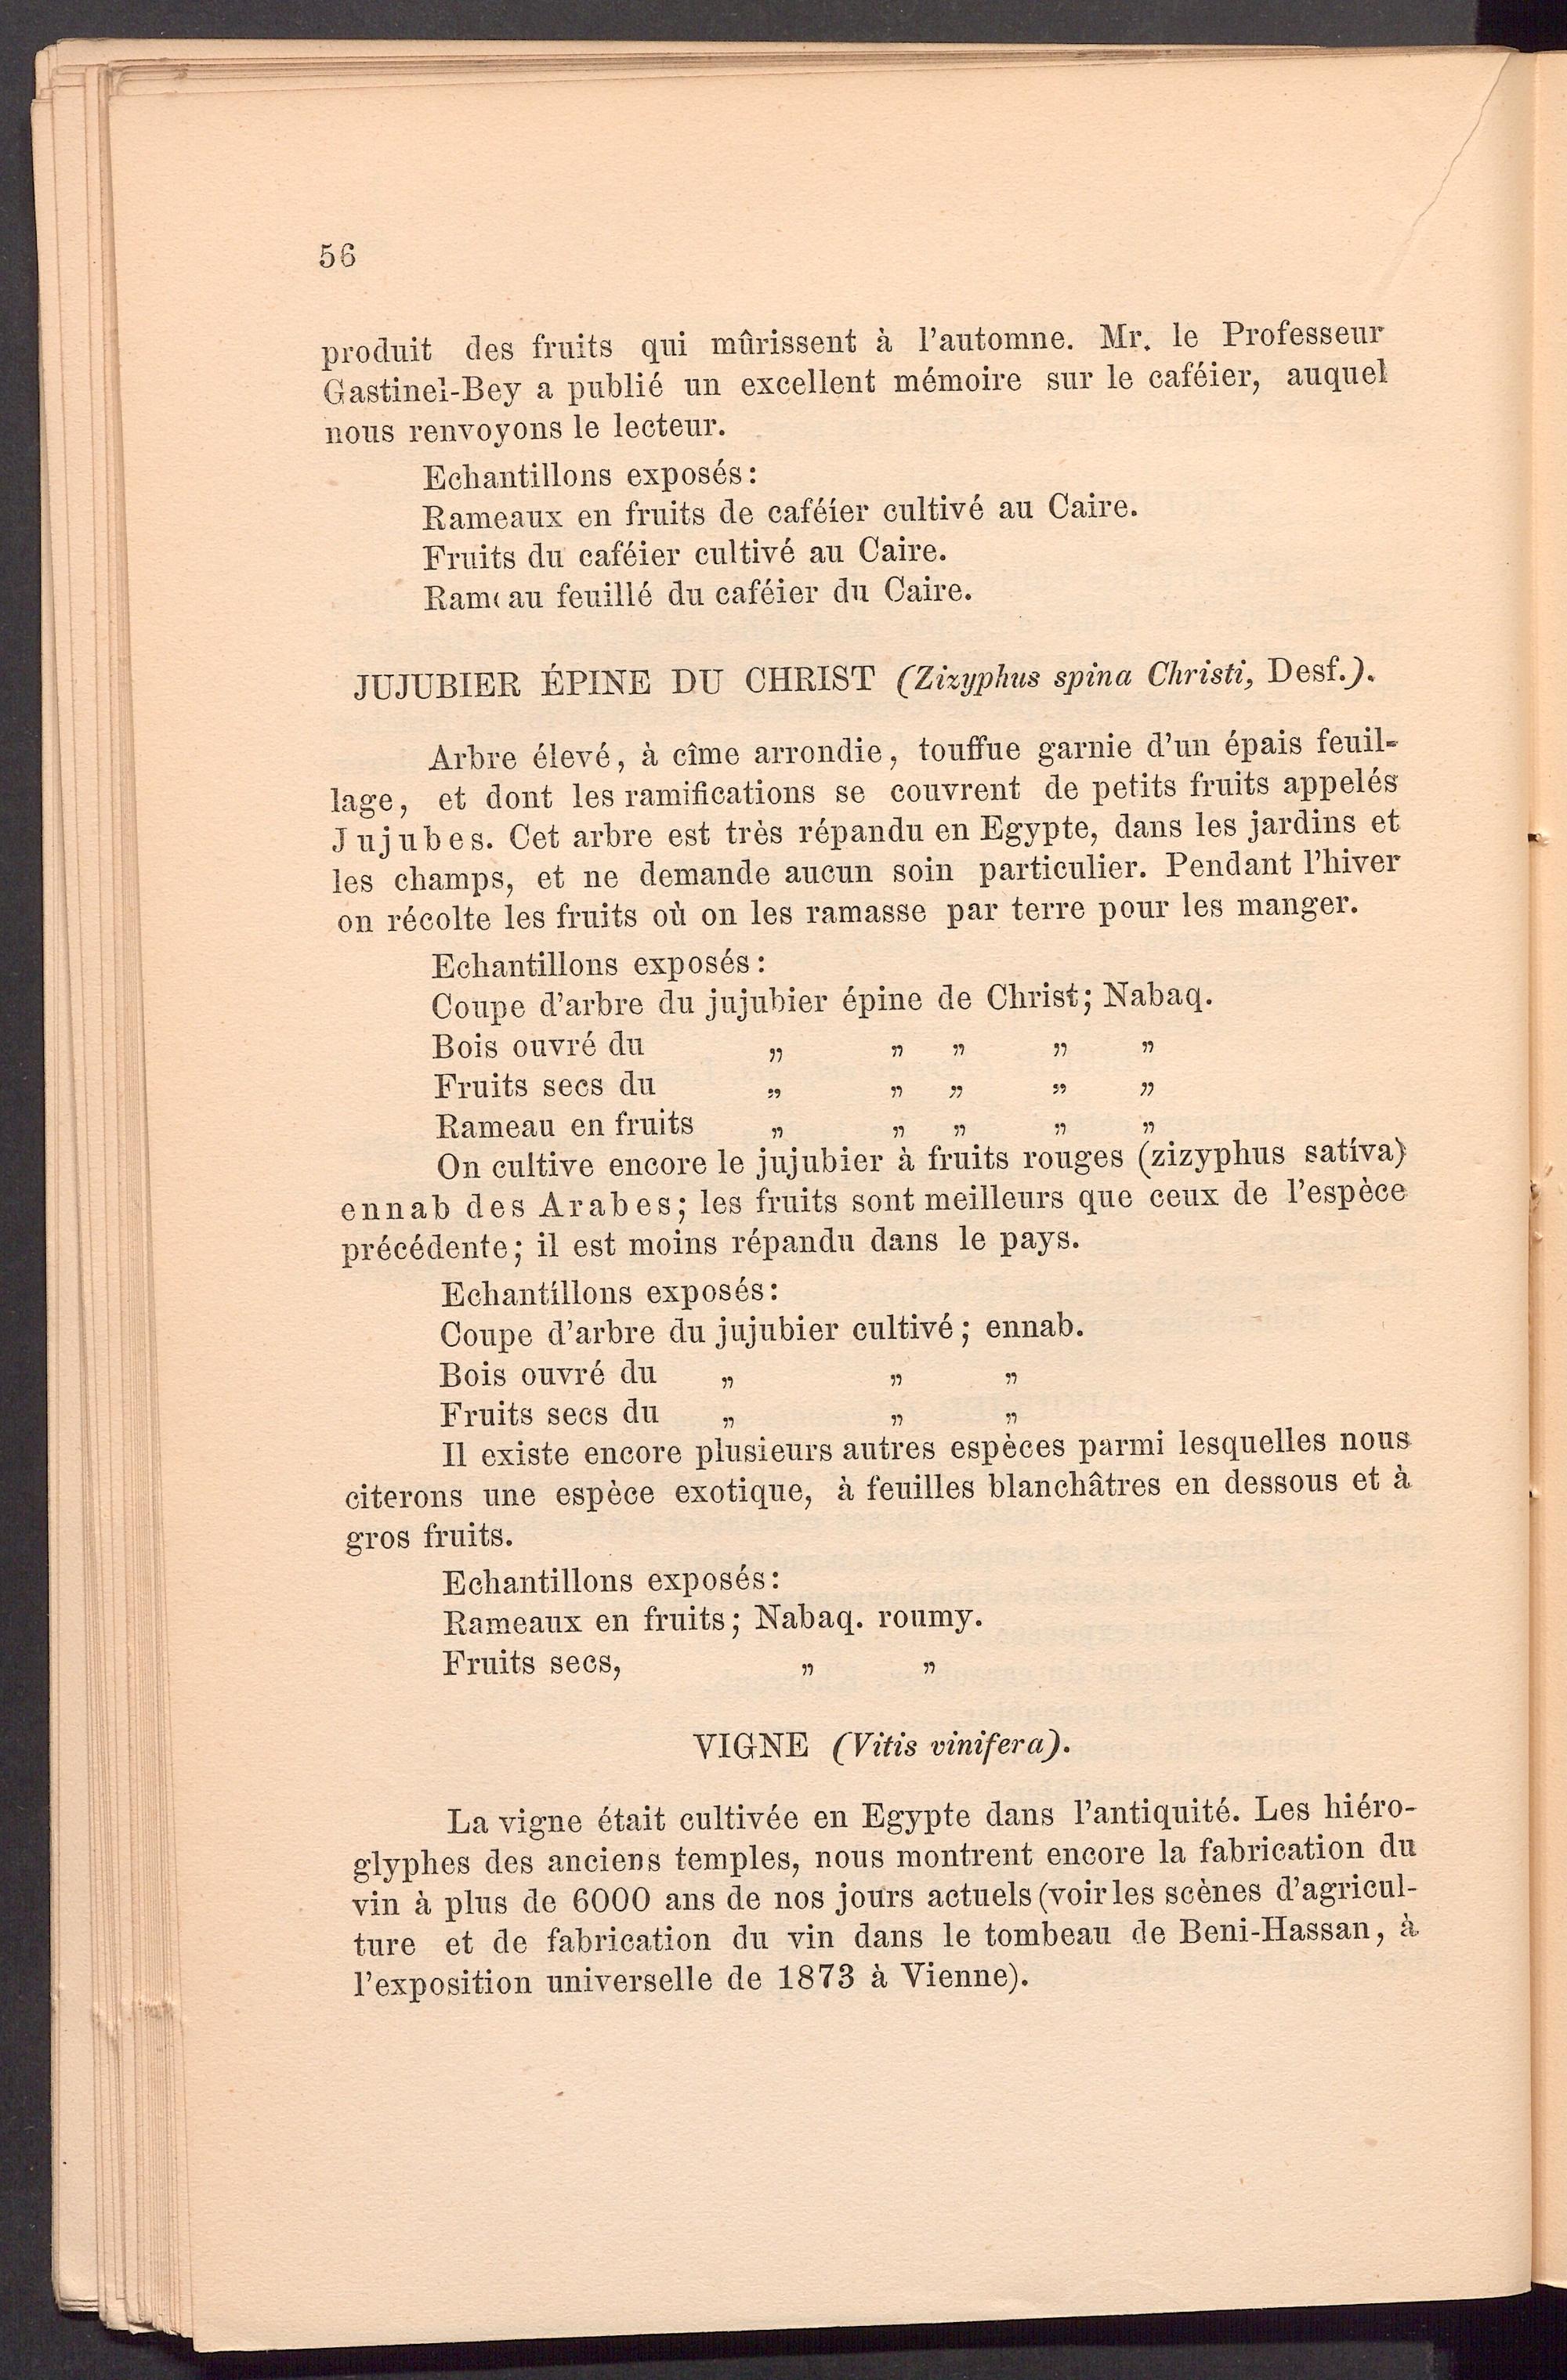 56
produit des fruits qui mûrissent à l'automne. Mr. le Professeur
Gastinel-Bey a publié un excellent mémoire sur le caféier, auquel
nous renvoyons le lecteur.
Echantillons exposés:
Rameaux en fruits de caféíer cultivé au Caire.
Fruits du caféier cultivé au Caire.
Rameau feuillé du caféier du Caire.
JUJUBIER ÉPINE DU CHRIST (Zizyphus spina Christi, Desf.).
Arbre élevé, à cîme arrondie, touffue garnie d'un épais feuil-
lage, et dont les ramifications se couvrent de petits fruits appelés
Jujubes. Cet arbre est très répandu en Egypte, dans les jardins et
les champs, et ne demande aucun soin particulier. Pendant l'hiver
on récolte les fruits où on les ramasse par terre pour les manger.
Echantillons exposés:
Coupe d'arbre du jujubier épine de Christ; Nabaq.
Bois ouvré du „ „ „ „ „
Fruits secs du „ „ „ „ „
Rameau en fruits „ „ „ „ „
On cultive encore le jujubier à fruits rouges (zizyphus satíva)
ennab des Arabes; les fruits sont meilleurs que ceux de l'espèce
précédente; il est moins répandu dans le pays.
Echantíllons exposés:
Coupe d'arbre du jujubier cultivé; ennab.
Bois ouvré du „ „ „
Fruits secs du „ „ „
Il existe encore plusieurs autres espèces parmi lesquelles nous
citerons une espèce exotique, à feuilles blanchâtres en dessous et à
gros fruits.
Echantillons exposés:
Rameaux en fruits; Nabaq. roumy.
Fruits secs, „ „
VIGNE (Vitis vinifera).
La vigne était cultivée en Egypte dans l'antiquité. Les hiéro-
glyphes des anciens temples, nous montrent encore la fabrication du
vin à plus de 6000 ans de nos jours actuels (voir les scènes d'agricul-
ture et de fabrication du vin dans le tombeau de Beni-Hassan, à
l'exposition universelle de 1873 à Vienne).